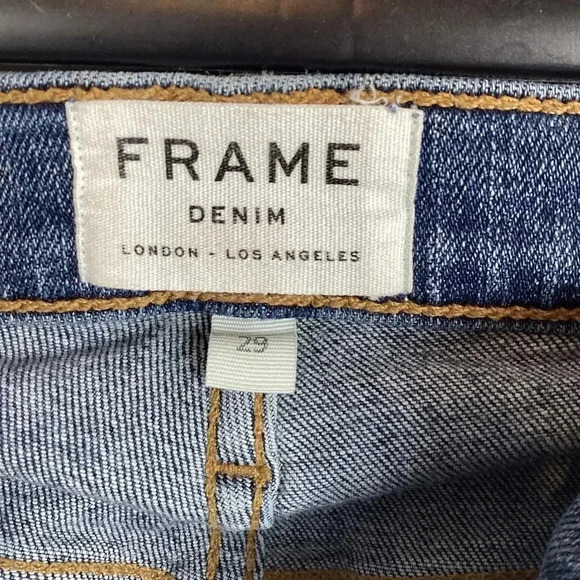 FRAME
DENIM
LONDON - LOS ANGELES
29